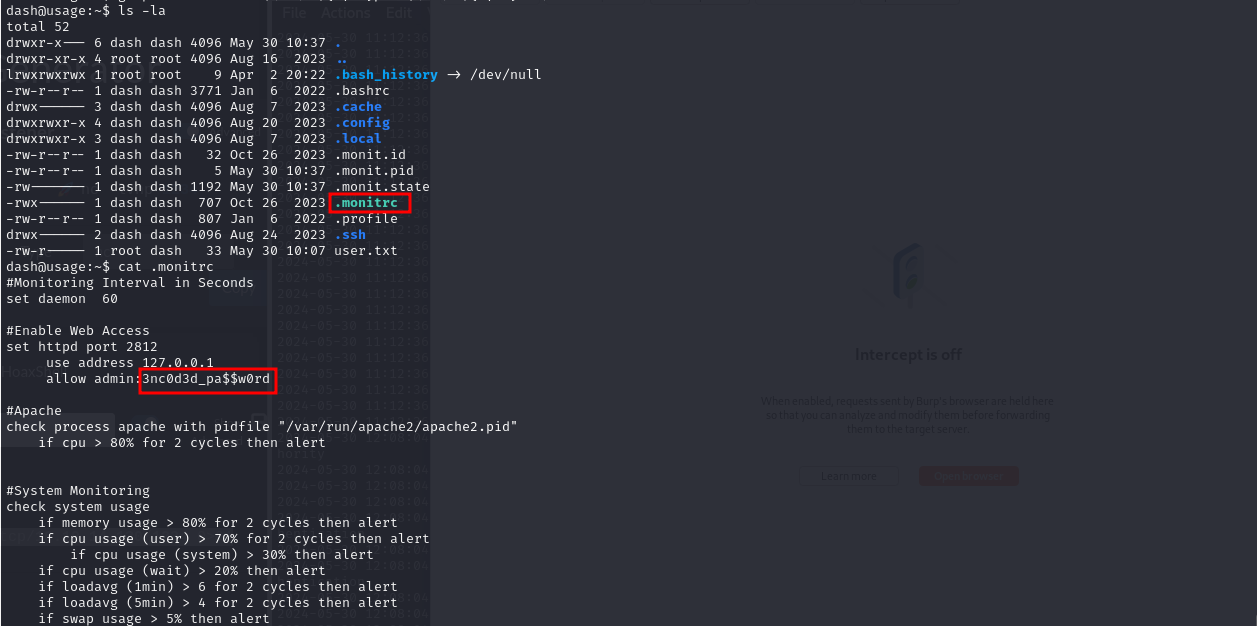 File Actions Edit
dash@usage:~$ ls -la
total 52
drwxr-x--- 6 dash dash 4096 May 30 10:37 .
drwxr-xr-x 4 root root 4096 Aug 16  2023 ..
lrwxrwxrwx 1 root root    9 Apr  2 20:22 .bash_history → /dev/null
-rw-r--r-- 1 dash dash 3771 Jan  6  2022 .bashrc
drwx------ 3 dash dash 4096 Aug  7  2023 .cache
drwxrwxr-x 4 dash dash 4096 Aug 20  2023 .config
drwxrwxr-x 3 dash dash 4096 Aug  7  2023 .local
-rw-r--r-- 1 dash dash   32 Oct 26  2023 .monit.id
-rw-r--r-- 1 dash dash    5 May 30 10:37 .monit.pid
-rw------- 1 dash dash 1192 May 30 10:37 .monit.state
-rwx------ 1 dash dash  707 Oct 26  2023 .monitrc
-rw-r--r-- 1 dash dash  807 Jan  6  2022 .profile
drwx------ 2 dash dash 4096 Aug 24  2023 .ssh
-rw-r----- 1 root dash   33 May 30 10:07 user.txt
dash@usage:~$ cat .monitrc
#Monitoring Interval in Seconds
set daemon  60
#Enable Web Access
set httpd port 2812
use address 127.0.0.1
allow admin:3nc0d3d_pa$$w0rd
#Apache
check process apache with pidfile "/var/run/apache2/apache2.pid"
if cpu > 80% for 2 cycles then alert
#System Monitoring
check system usage
if memory usage > 80% for 2 cycles then alert
if cpu usage (user) > 70% for 2 cycles then alert
if cpu usage (system) > 30% then alert
if cpu usage (wait) > 20% then alert
if loadavg (1min) > 6 for 2 cycles then alert
if loadavg (5min) > 4 for 2 cycles then alert
if swap usage > 5% then alert
Intercept is off
When enabled, requests sent by Burp's browser are held here
so that you can analyze and modify them before forwarding
them to the target server.
Learn more
Open browser